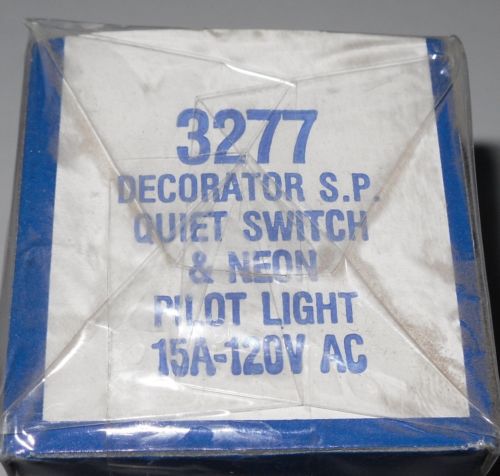 3277
DECORATOR S.P.
QUIET SWITCH
& NEON
PILOT LIGHT
15A-120V AC